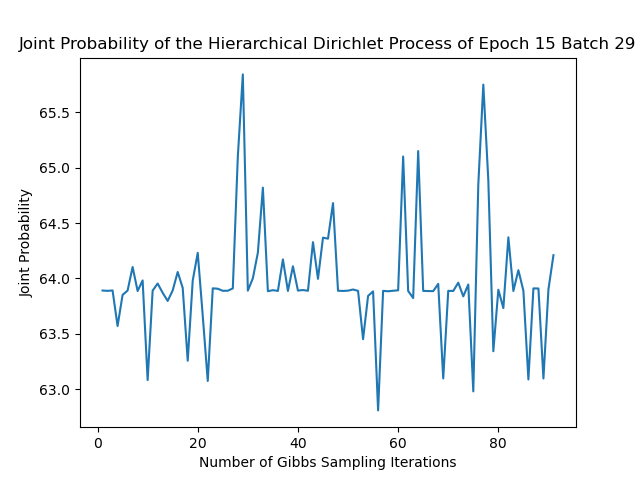 Joint Probability of the Hierarchical Dirichlet Process of Epoch 15 Batch 29
65.5
65.0
64.5
64.0
63.5
63.0
Joint Probability
0 20 40 60 80
Number of Gibbs Sampling Iterations